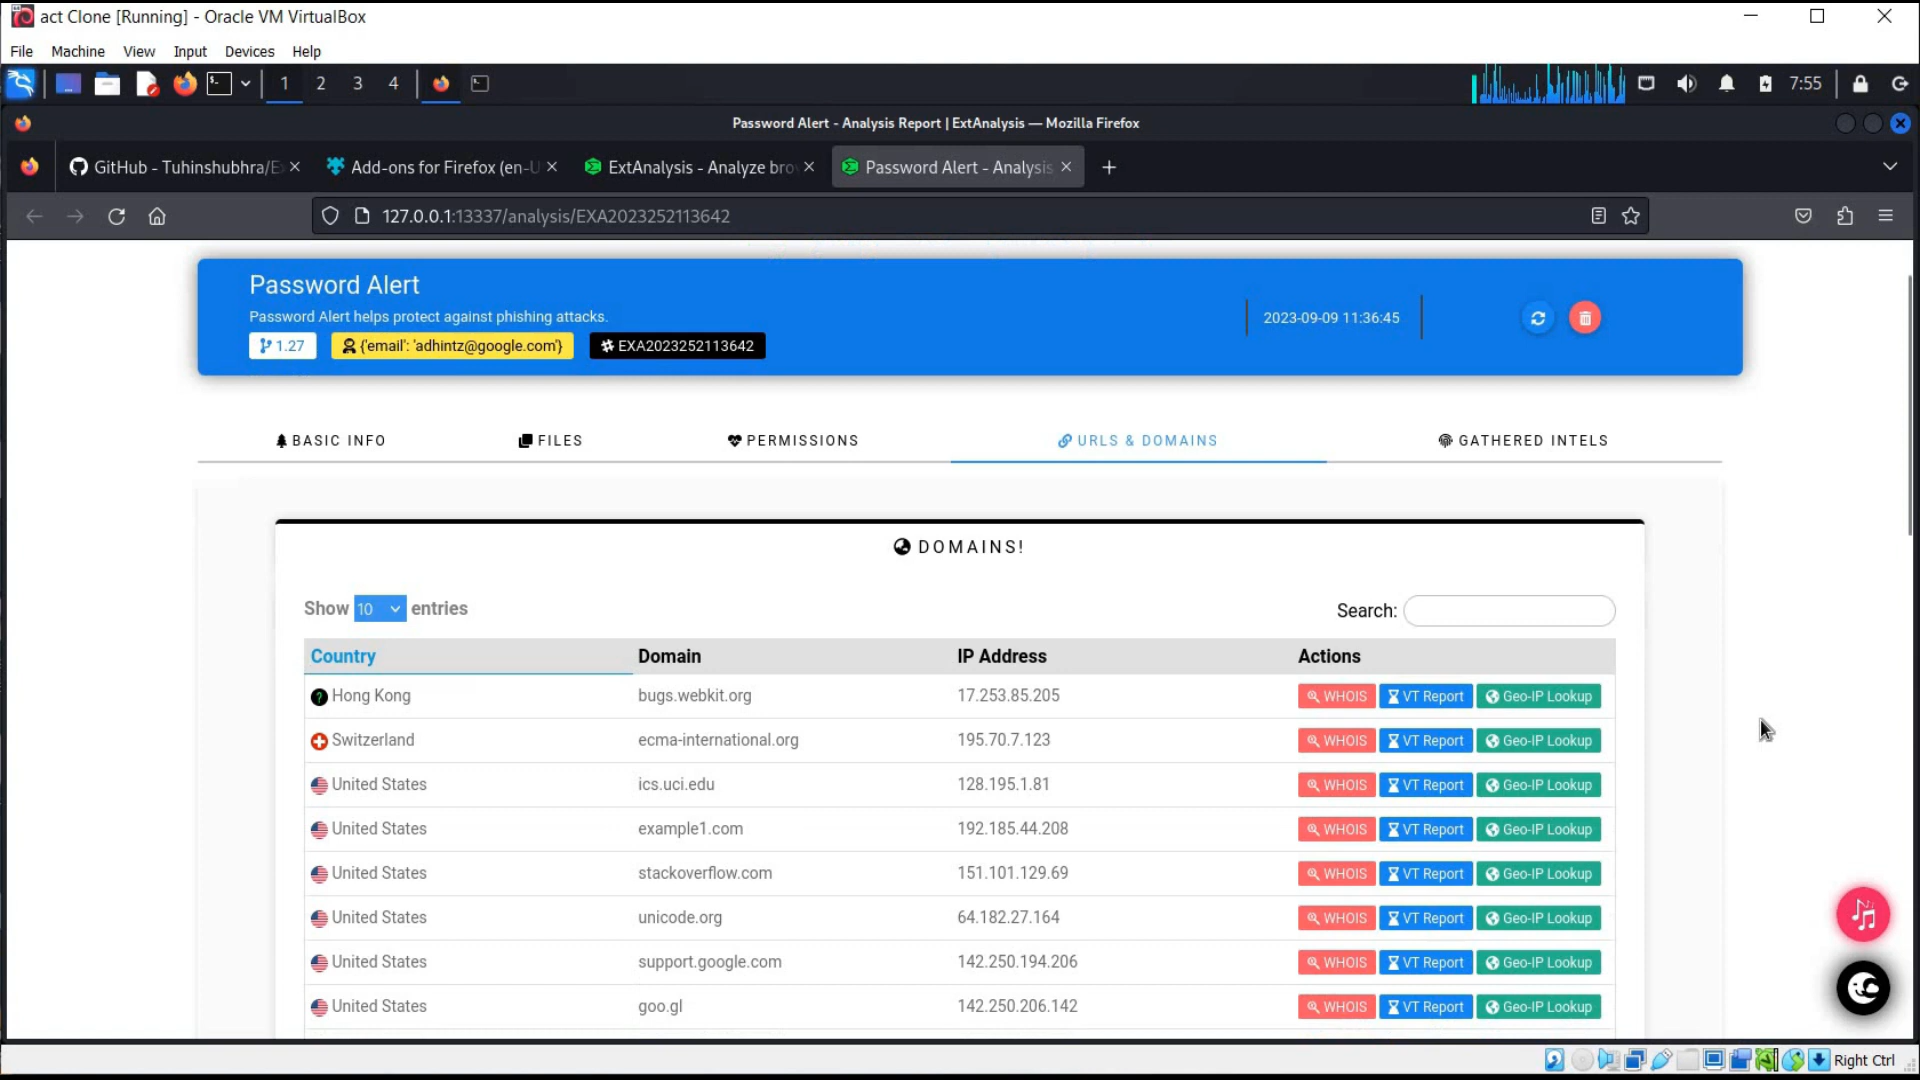 act Clone [Running] - Oracle VM VirtualBox
File Machine View Input Devices Help
1 2 3 4 7:55
Password Alert - Analysis Report | ExtAnalysis — Mozilla Firefox
GitHub - Tuhinshubhra/E Add-ons for Firefox (en-U ExtAnalysis - Analyze bro Password Alert - Analysis
127.0.0.1:13337/analysis/EXA2023252113642
Password Alert
Password Alert helps protect against phishing attacks.
1.27 {'email': 'adhintz@google.com'} EXA2023252113642
2023-09-09 11:36:45
BASIC INFO FILES PERMISSIONS URLS & DOMAINS GATHERED INTELS
DOMAINS!
Show 10 entries Search:
Country Domain IP Address Actions
Hong Kong bugs.webkit.org 17.253.85.205 WHOIS VT Report Geo-IP Lookup
Switzerland ecma-international.org 195.70.7.123 WHOIS VT Report Geo-IP Lookup
United States ics.uci.edu 128.195.1.81 WHOIS VT Report Geo-IP Lookup
United States example1.com 192.185.44.208 WHOIS VT Report Geo-IP Lookup
United States stackoverflow.com 151.101.129.69 WHOIS VT Report Geo-IP Lookup
United States unicode.org 64.182.27.164 WHOIS VT Report Geo-IP Lookup
United States support.google.com 142.250.194.206 WHOIS VT Report Geo-IP Lookup
United States goo.gl 142.250.206.142 WHOIS VT Report Geo-IP Lookup
Right Ctrl